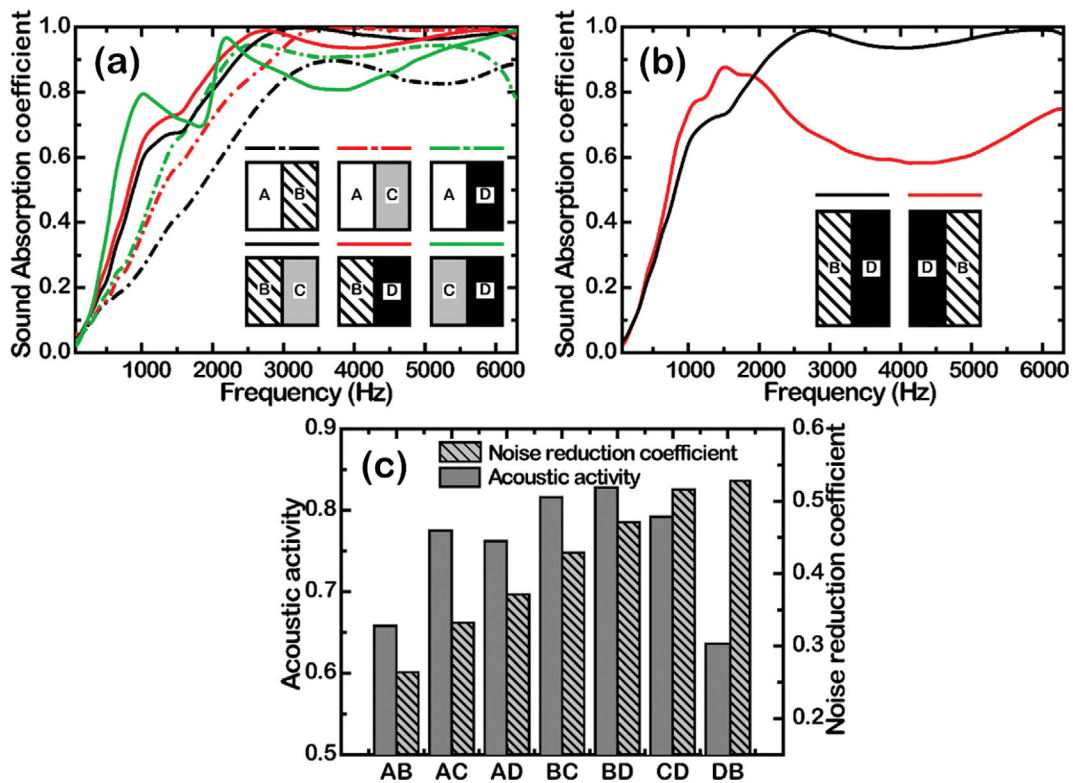 (a)
Sound Absorption coefficient
1.0
0.8
0.6
0.4
0.2
0.0
A B
A C
A D
B C
B D
C D
1000 2000 3000 4000 5000 6000
Frequency (Hz)
(b)
Sound Absorption coefficient
1.0
0.8
0.6
0.4
0.2
0.0
B D
D B
1000 2000 3000 4000 5000 6000
Frequency (Hz)
(c)
Noise reduction coefficient
Acoustic activity
Acoustic activity
0.9
0.8
0.7
0.6
0.5
Noise reduction coefficient
0.6
0.5
0.4
0.3
0.2
AB AC AD BC BD CD DB